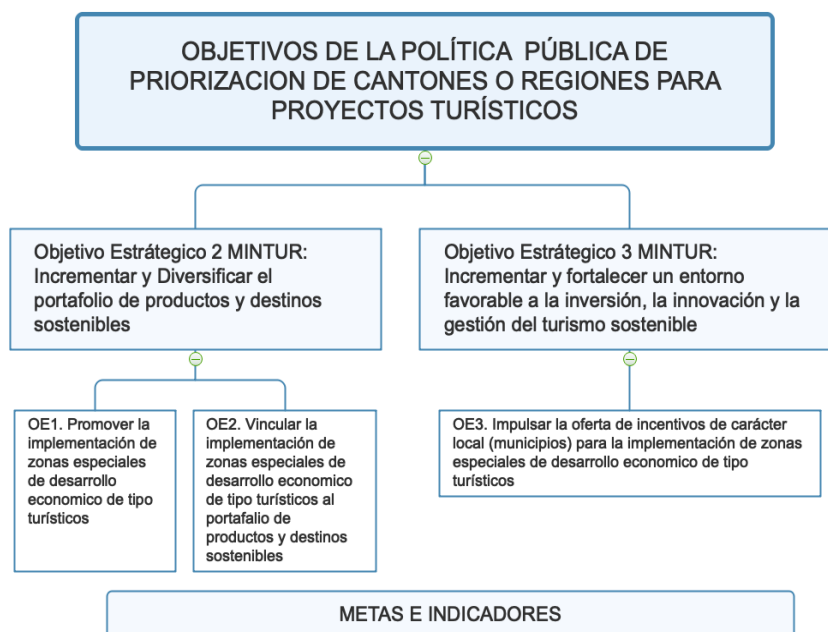 OBJETIVOS DE LA POLÍTICA PÚBLICA DE
PRIORIZACION DE CANTONES O REGIONES PARA
PROYECTOS TURÍSTICOS
Objetivo Estrátegico 2 MINTUR:
Incrementar y Diversificar el
portafolio de productos y destinos
sostenibles
Objetivo Estrátegico 3 MINTUR:
Incrementar y fortalecer un entorno
favorable a la inversión, la innovación y la
gestión del turismo sostenible
OE1. Promover la
implementación de
zonas especiales
de desarrollo
economico de tipo
turísticos
OE2. Vincular la
implementación de
zonas especiales de
desarrollo economico
de tipo turísticos al
portafalio de
productos y destinos
sostenibles
OE3. Impulsar la oferta de incentivos de carácter
local (municipios) para la implementación de zonas
especiales de desarrollo economico de tipo
turísticos
METAS E INDICADORES